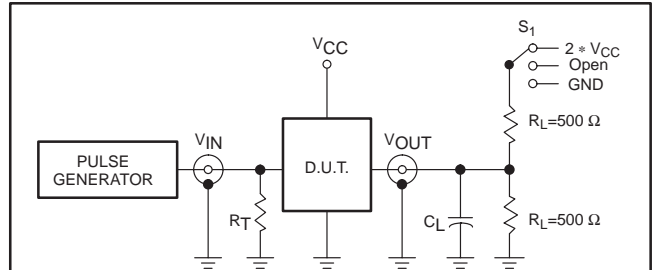 S1
2 * VCC
Open
GND
VCC
RL=500 Ω
VIN
VOUT
PULSE
GENERATOR
D.U.T.
RT
CL
RL=500 Ω